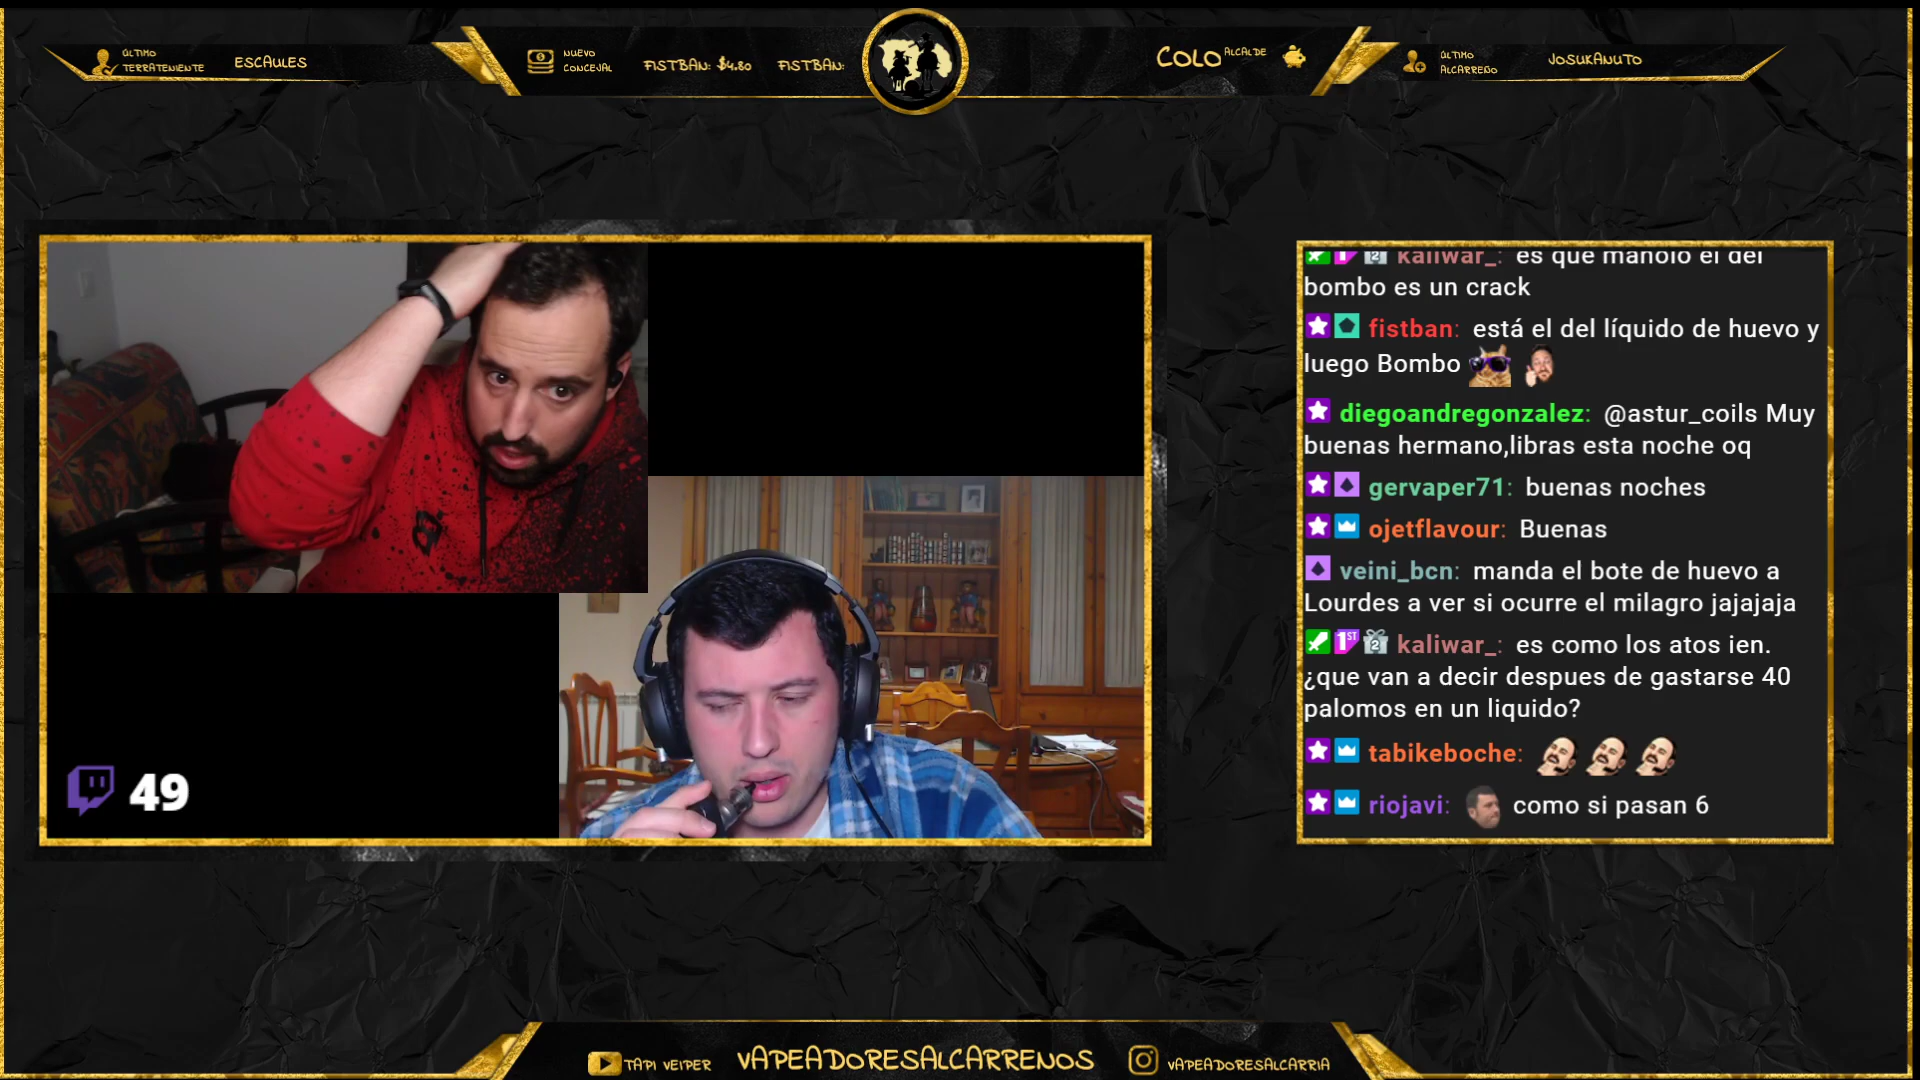 ÚLTIMO
TERRATENIENTE
ESCAULES
NUEVO
CONCEJAL
FISTBAN: $4.80
FISTBAN:
COLO
ALCALDE
ÚLTIMO
ALCARREÑO
JOSUKANUTO
kaliwar_: es que manolo el del
bombo es un crack
fistban: está el del líquido de huevo y
luego Bombo
diegoandregonzalez: @astur_coils Muy
buenas hermano,libras esta noche oq
gervaper71: buenas noches
ojetflavour: Buenas
veini_bcn: manda el bote de huevo a
Lourdes a ver si ocurre el milagro jajajaja
1ST 2 kaliwar_: es como los atos ien.
¿que van a decir despues de gastarse 40
palomos en un liquido?
tabikeboche:
riojavi: como si pasan 6
49
TAPI VEIPER
VAPEADORESALCARRENOS
VAPEADORESALCARRIA